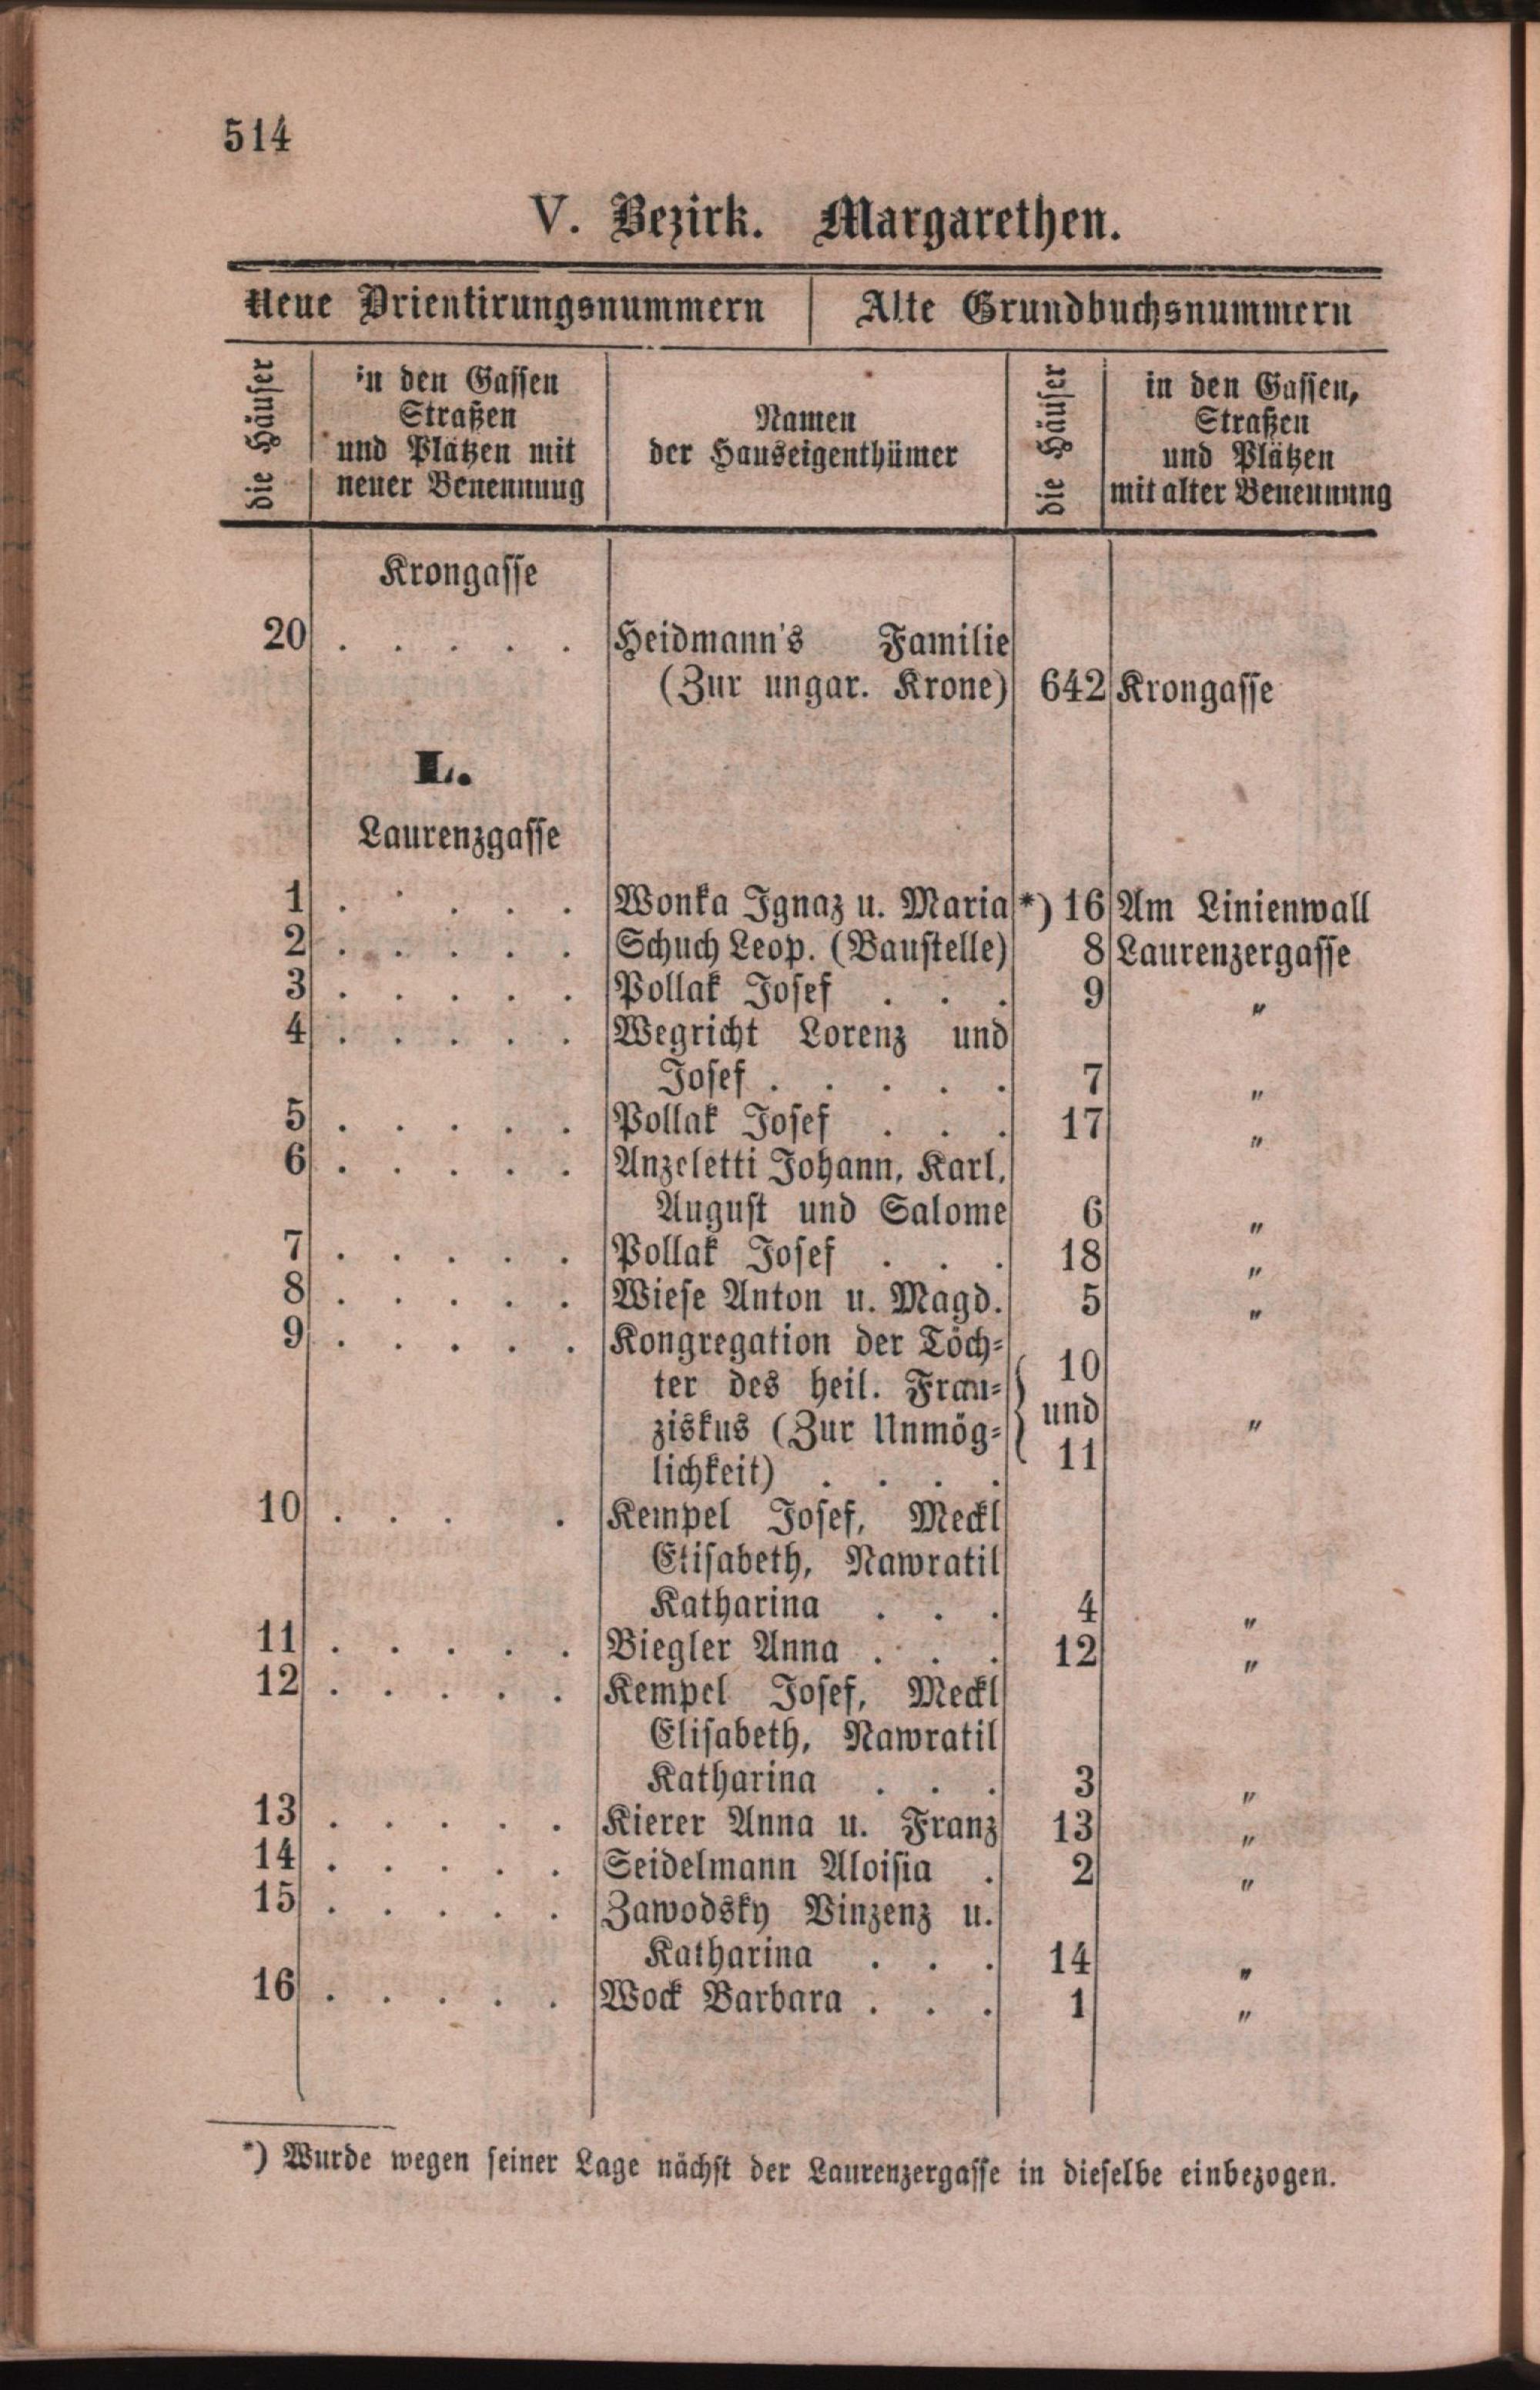 514
V. Bezirk. Margarethen.
Neue Orientirungsnummern Alte Grundbuchsnummern
die Häuser
in den Gassen
Straßen
und Plätzen mit
neuer Benennung
Namen
der Hauseigenthümer
die Häuser
in den Gassen,
Straßen
und Plätzen
mit alter Benennung
Krongasse
20 . . . . . Heidmann's Familie
(Zur ungar. Krone) 642 Krongasse
L.
Laurenzgasse
1 . . . . . Wonka Ignaz u. Maria *) 16 Am Linienwall
2 . . . . . Schuch Leop. (Baustelle) 8 Laurenzergasse
3 . . . . . Pollak Josef . . . 9 "
4 . . . . . Wegricht Lorenz und
Josef . . . . . 7 "
5 . . . . . Pollak Josef . . . 17 "
6 . . . . . Anzeletti Johann, Karl,
August und Salome 6 "
7 . . . . . Pollak Josef . . . 18 "
8 . . . . . Wiese Anton u. Magd. 5 "
9 . . . . . Kongregation der Töch-
ter des heil. Fran- 10
ziskus (Zur Unmög- und "
lichkeit) . . . . 11
10 . . . . Kempel Josef, Meckl
Elisabeth, Nawratil
Katharina . . . 4 "
11 . . . . . Biegler Anna . . . 12 "
12 . . . . . Kempel Josef, Meckl
Elisabeth, Nawratil
Katharina . . . 3 "
13 . . . . . Kierer Anna u. Franz 13 "
14 . . . . . Seidelmann Aloisia . 2 "
15 . . . . . Zawodsky Vinzenz u.
Katharina . . . 14 "
16 . . . . . Wock Barbara . . . 1 "
*) Wurde wegen seiner Lage nächst der Laurenzergasse in dieselbe einbezogen.